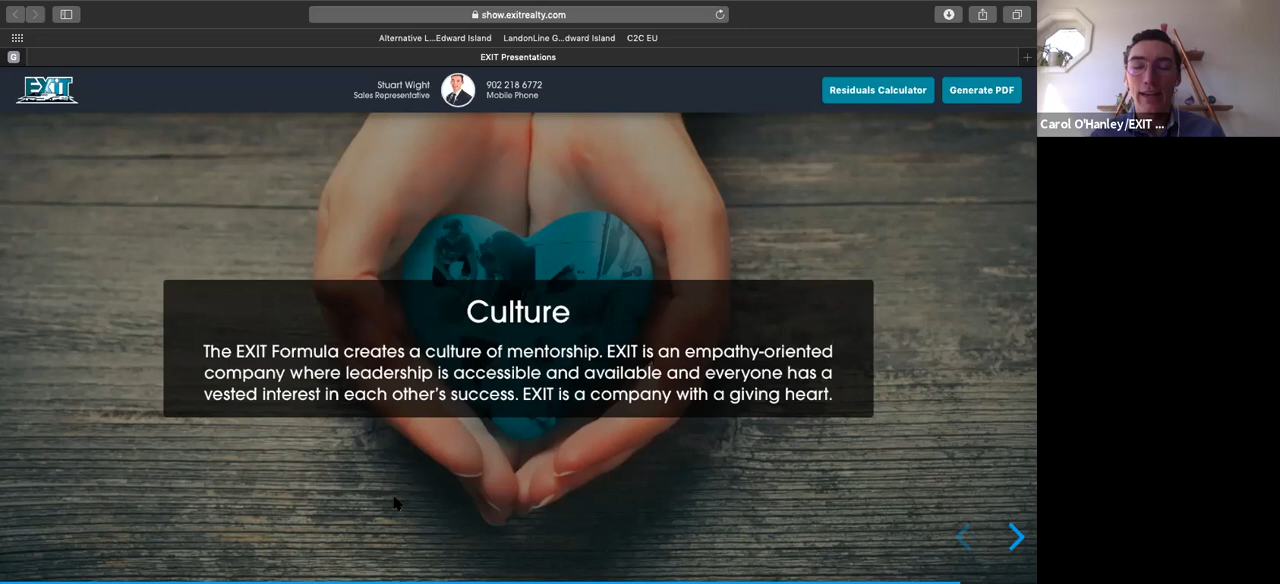 show.exitrealty.com
Alternative L...Edward Island LandonLine G...dward Island C2C EU
G
EXIT Presentations
EXIT
Stuart Wight
Sales Representative
902 218 6772
Mobile Phone
Residuals Calculator
Generate PDF
Carol O'Hanley/EXIT ...
Culture
The EXIT Formula creates a culture of mentorship. EXIT is an empathy-oriented
company where leadership is accessible and available and everyone has a
vested interest in each other's success. EXIT is a company with a giving heart.